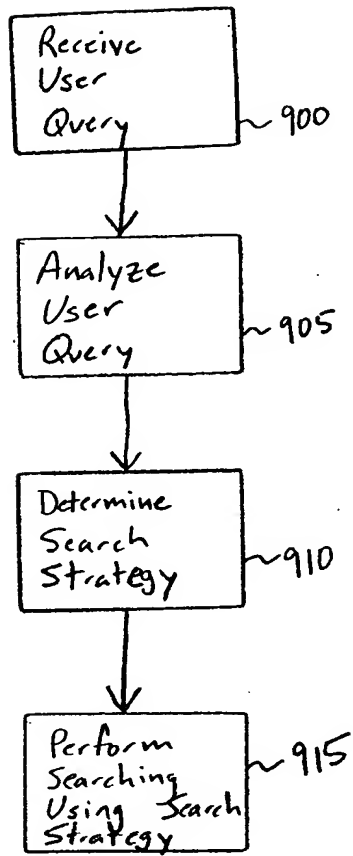 Receive
User
Query
900
Analyze
User
Query
905
Determine
Search
Strategy
910
Perform
Searching
Using Search
Strategy
915